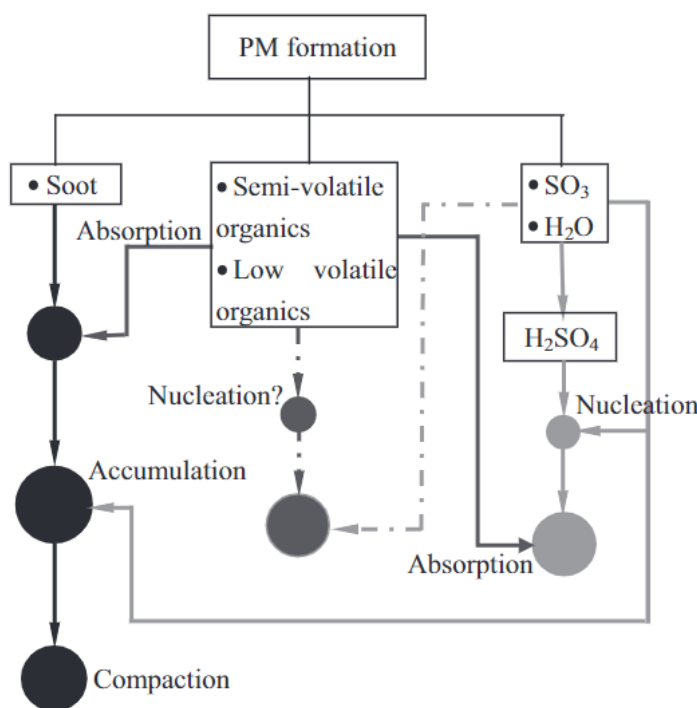 PM formation
• Soot
• Semi-volatile
organics
• Low volatile
organics
• SO₃
• H₂O
Absorption
H₂SO₄
Nucleation?
Nucleation
Accumulation
Absorption
Compaction